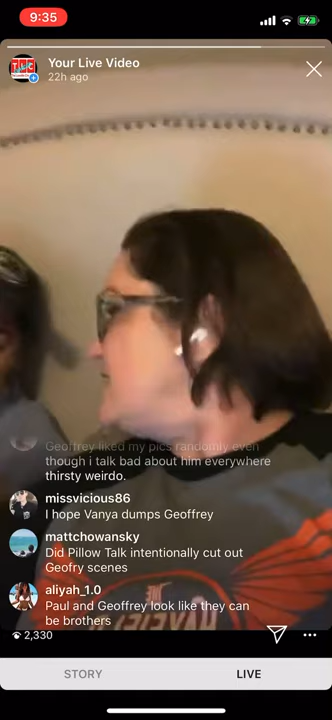 9:35
Your Live Video
22h ago
Geoffrey liked my pics randomly even
though i talk bad about him everywhere
thirsty weirdo.
missvicious86
I hope Vanya dumps Geoffrey
mattchowansky
Did Pillow Talk intentionally cut out
Geofry scenes
aliyah_1.0
Paul and Geoffrey look like they can
be brothers
2,330
STORY
LIVE